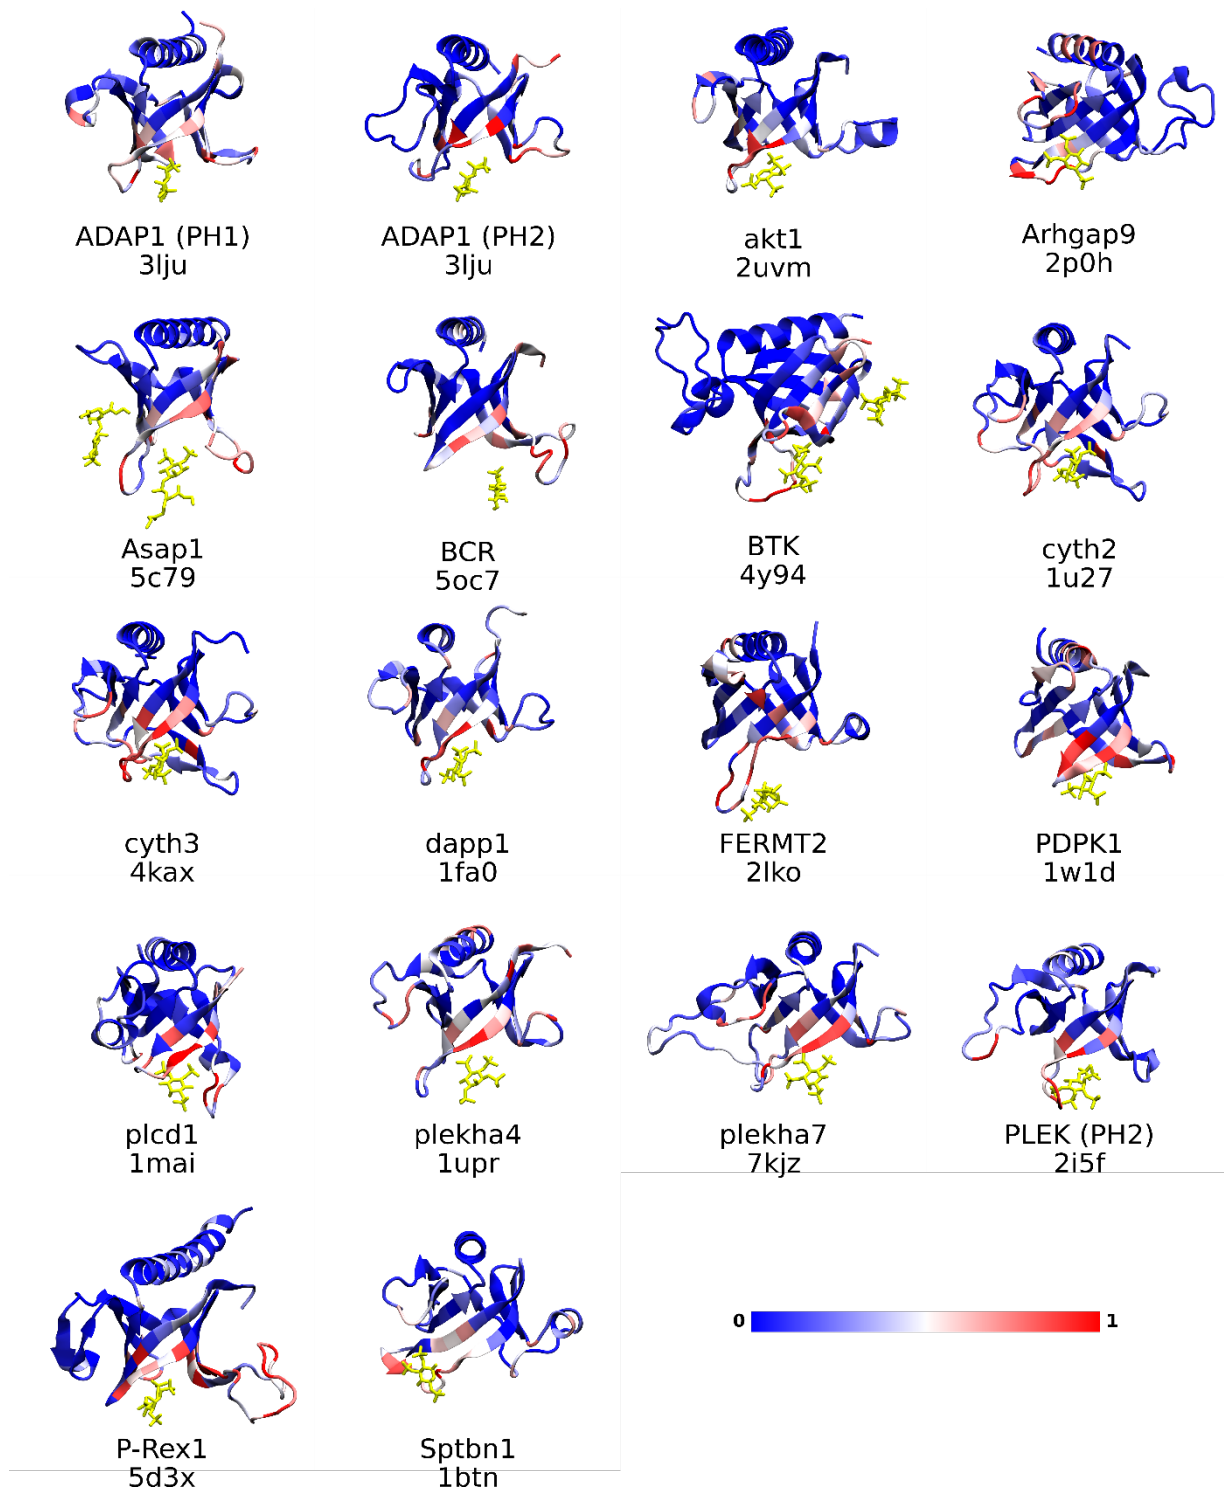 ADAP1 (PH1)
3lju
ADAP1 (PH2)
3lju
akt1
2uvm
Arhgap9
2p0h
Asap1
5c79
BCR
5oc7
BTK
4y94
cyth2
1u27
cyth3
4kax
dapp1
1fa0
FERMT2
2lko
PDPK1
1w1d
plcd1
1mai
plekha4
1upr
plekha7
7kjz
PLEK (PH2)
2i5f
P-Rex1
5d3x
Sptbn1
1btn
0
1